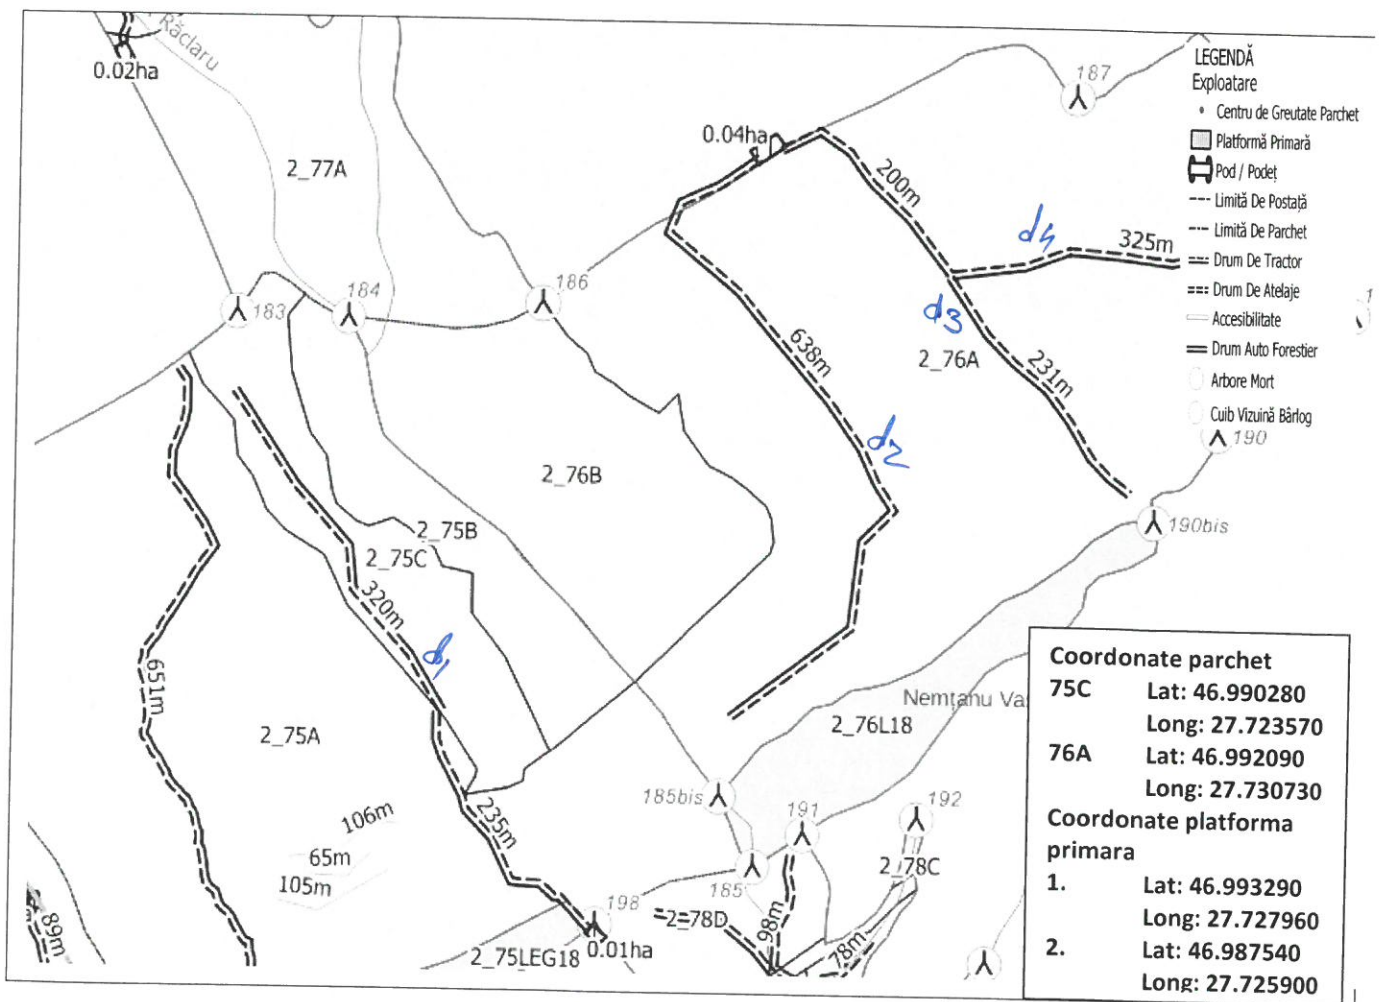 Răclaru
0.02ha
2_77A
0.04ha
187
200m
d4
325m
186
184
183
d3
2_76A
638m
231m
d2
190
190bis
2_76B
2_75B
2_75C
320m
d1
651m
2_75A
106m
65m
105m
235m
89m
Nemțanu Va
2_76L18
185bis
191
192
185
2_78C
198
2_78D
98m
78m
2_75LEG18
0.01ha
1
LEGENDĂ
Exploatare
Centru de Greutate Parchet
Platformă Primară
Pod / Podeț
Limită De Postață
Limită De Parchet
Drum De Tractor
Drum De Atelaje
Accesibilitate
Drum Auto Forestier
Arbore Mort
Cuib Vizuină Bârlog
Coordonate parchet
75C Lat: 46.990280
Long: 27.723570
76A Lat: 46.992090
Long: 27.730730
Coordonate platforma
primara
1. Lat: 46.993290
Long: 27.727960
2. Lat: 46.987540
Long: 27.725900